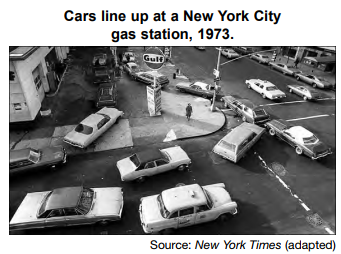 Cars line up at a New York City
gas station, 1973.
Gulf
Source: New York Times (adapted)